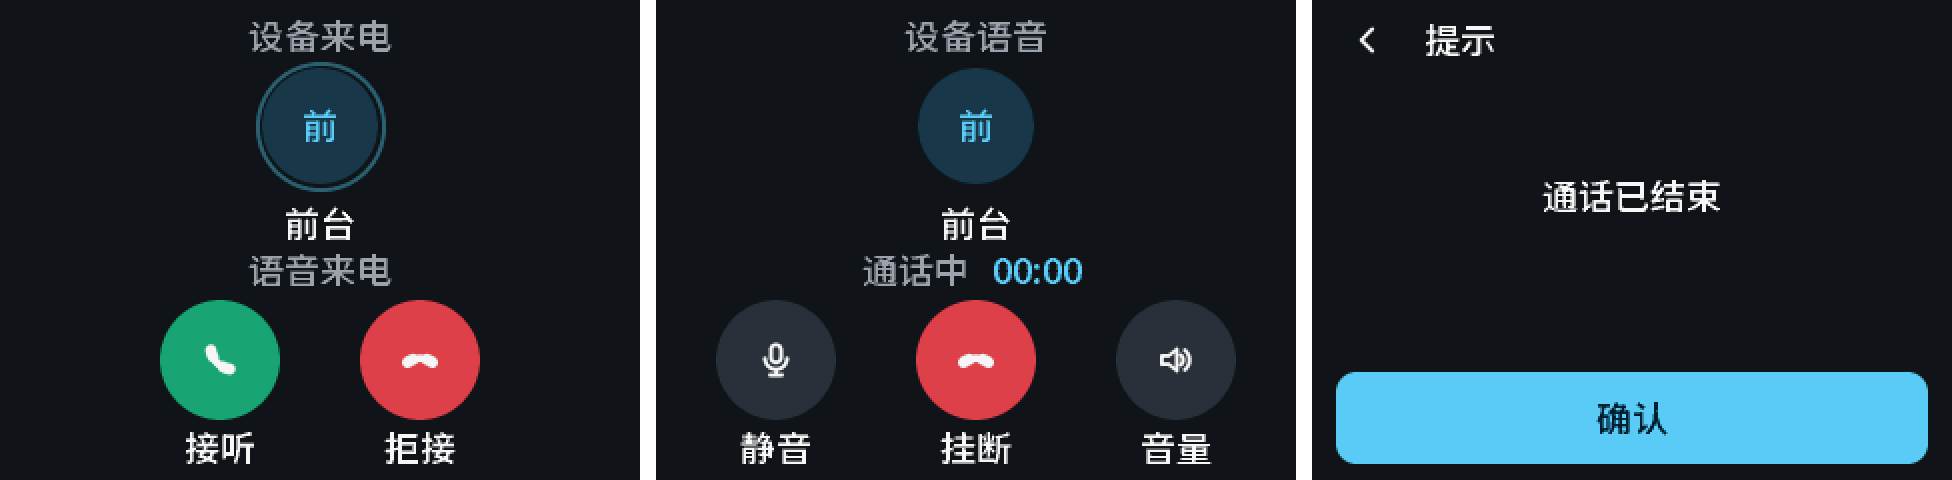 设备来电
前
前台
语音来电
接听 拒接
设备语音
前
前台
通话中 00:00
静音 挂断 音量
提示
通话已结束
确认